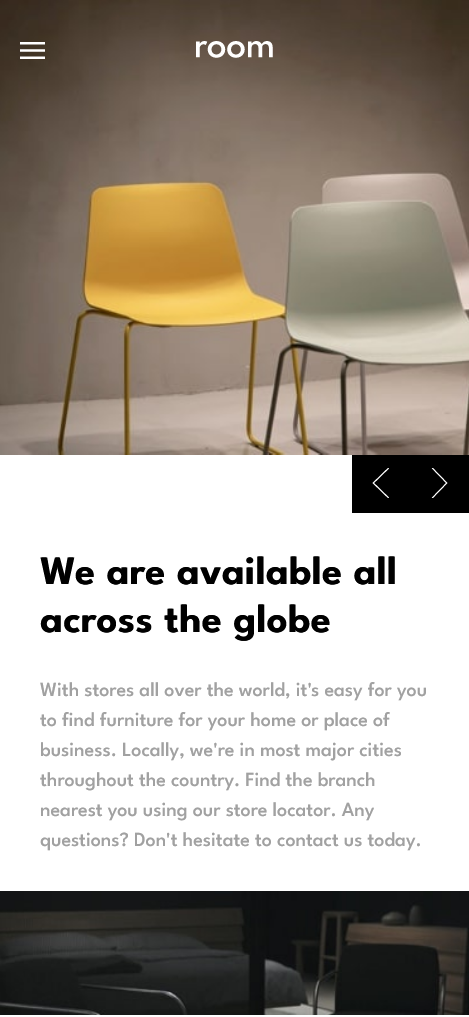 room
We are available all
across the globe
With stores all over the world, it's easy for you
to find furniture for your home or place of
business. Locally, we're in most major cities
throughout the country. Find the branch
nearest you using our store locator. Any
questions? Don't hesitate to contact us today.